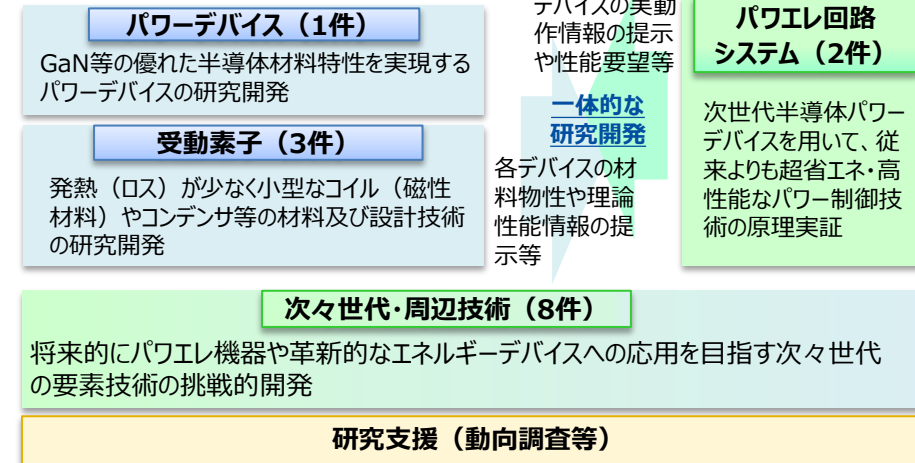 パワーデバイス（1件）
GaN等の優れた半導体材料特性を実現する
パワーデバイスの研究開発
受動素子（3件）
発熱（ロス）が少なく小型なコイル（磁性
材料）やコンデンサ等の材料及び設計技術
の研究開発
デバイスの実動
作情報の提示
や性能要望等
一体的な
研究開発
各デバイスの材
料物性や理論
性能情報の提
示等
パワエレ回路
システム（2件）
次世代半導体パワー
デバイスを用いて、従
来よりも超省エネ・高
性能なパワー制御技
術の原理実証
次々世代・周辺技術（8件）
将来的にパワエレ機器や革新的なエネルギーデバイスへの応用を目指す次々世代
の要素技術の挑戦的開発
研究支援（動向調査等）